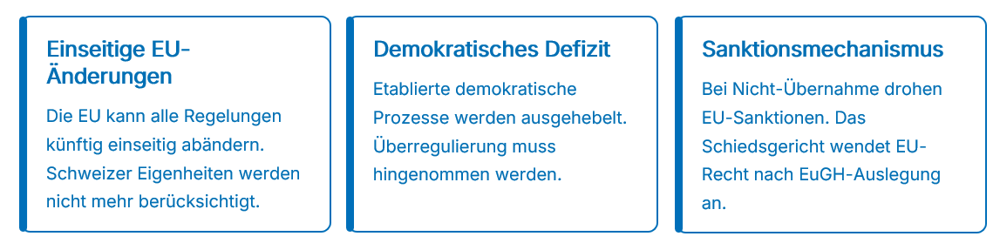 Einseitige EU-
Änderungen
Die EU kann alle Regelungen
künftig einseitig abändern.
Schweizer Eigenheiten werden
nicht mehr berücksichtigt.
Demokratisches Defizit
Etablierte demokratische
Prozesse werden ausgehebelt.
Überregulierung muss
hingenommen werden.
Sanktionsmechanismus
Bei Nicht-Übernahme drohen
EU-Sanktionen. Das
Schiedsgericht wendet EU-
Recht nach EuGH-Auslegung
an.